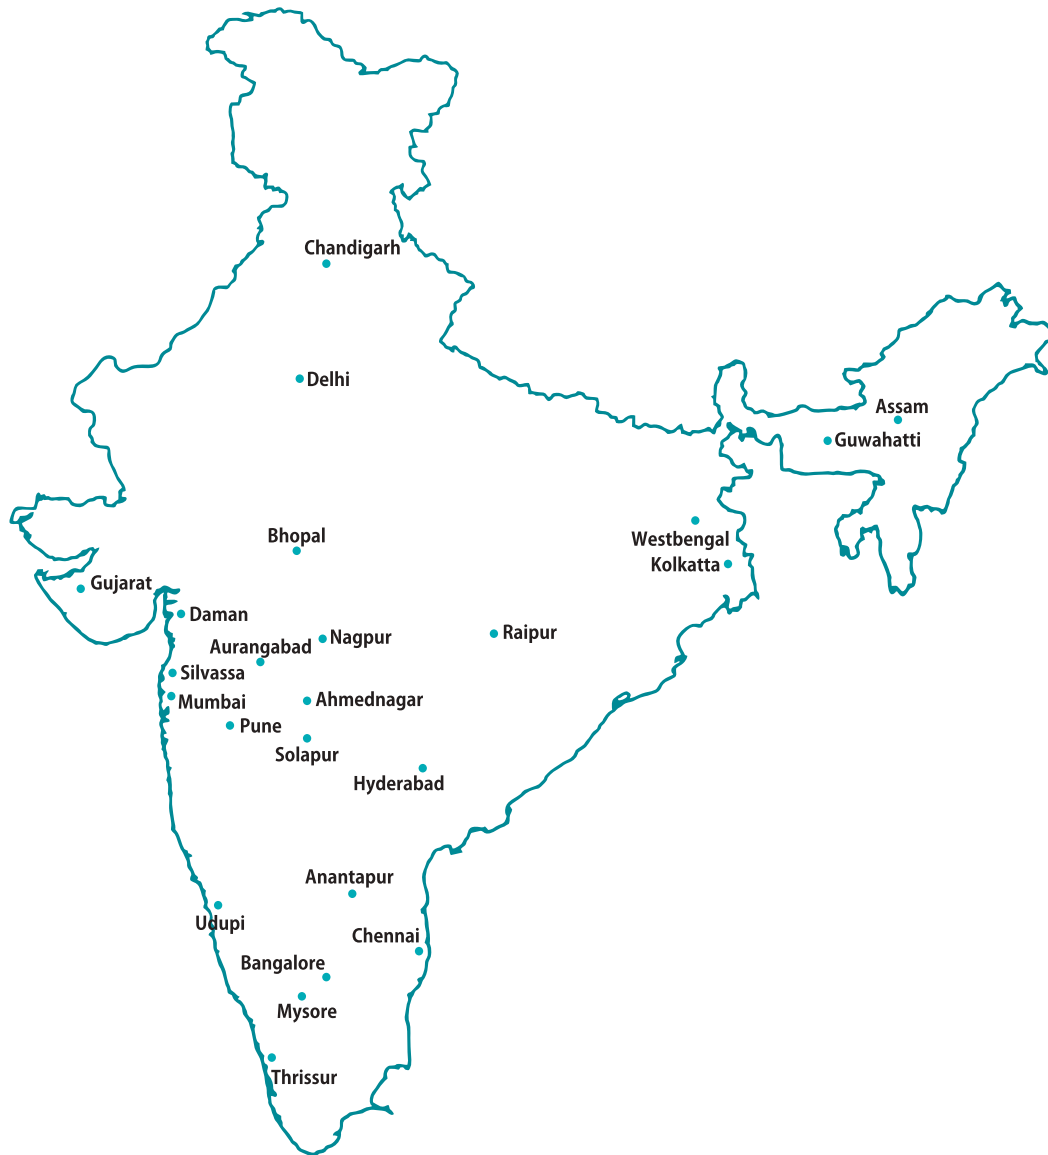 Chandigarh
Delhi
Assam
Guwahatti
Bhopal
Westbengal
Kolkatta
Gujarat
Daman
Raipur
Nagpur
Aurangabad
Silvassa
Mumbai
Ahmednagar
Pune
Solapur
Hyderabad
Anantapur
Udupi
Chennai
Bangalore
Mysore
Thrissur